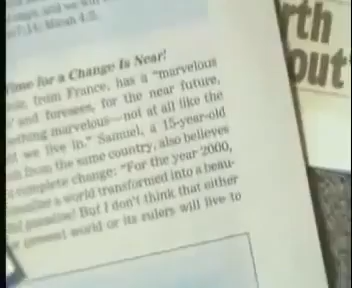 Micah 4:3.
Time for a Change Is Near!
from France, has a "marvelous
and foresees, for the near future,
marvelous—not at all like the
we live in." Samuel, a 15-year-old
from the same country, also believes
complete change: "For the year 2000,
a world transformed into a beau-
paradise! But I don't think that either
present world or its rulers will live to
rth
out